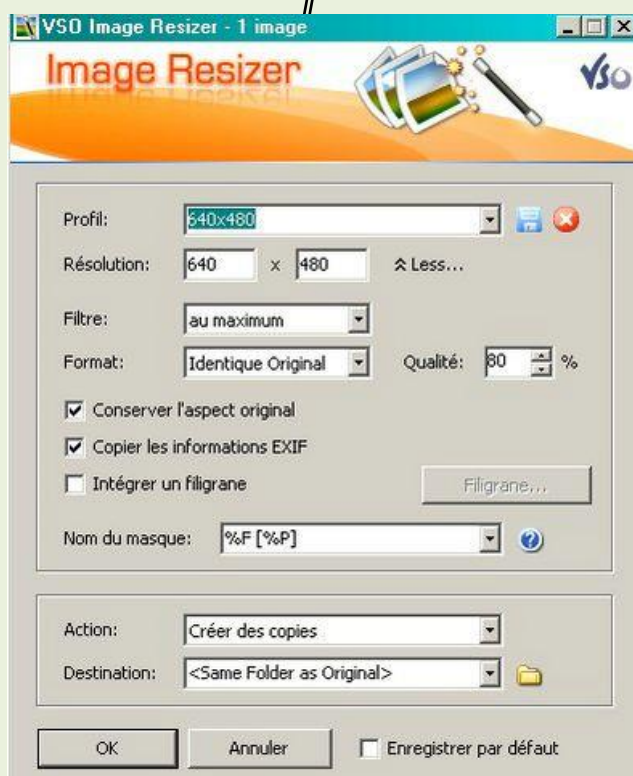 VSO Image Resizer - 1 image
Image Resizer
VSO
Profil: 640x480
Résolution: 640 x 480 Less...
Filtre: au maximum
Format: Identique Original Qualité: 80 %
Conserver l'aspect original
Copier les informations EXIF
Intégrer un filigrane Filigrane...
Nom du masque: %F [%P]
Action: Créer des copies
Destination: <Same Folder as Original>
OK Annuler Enregistrer par défaut